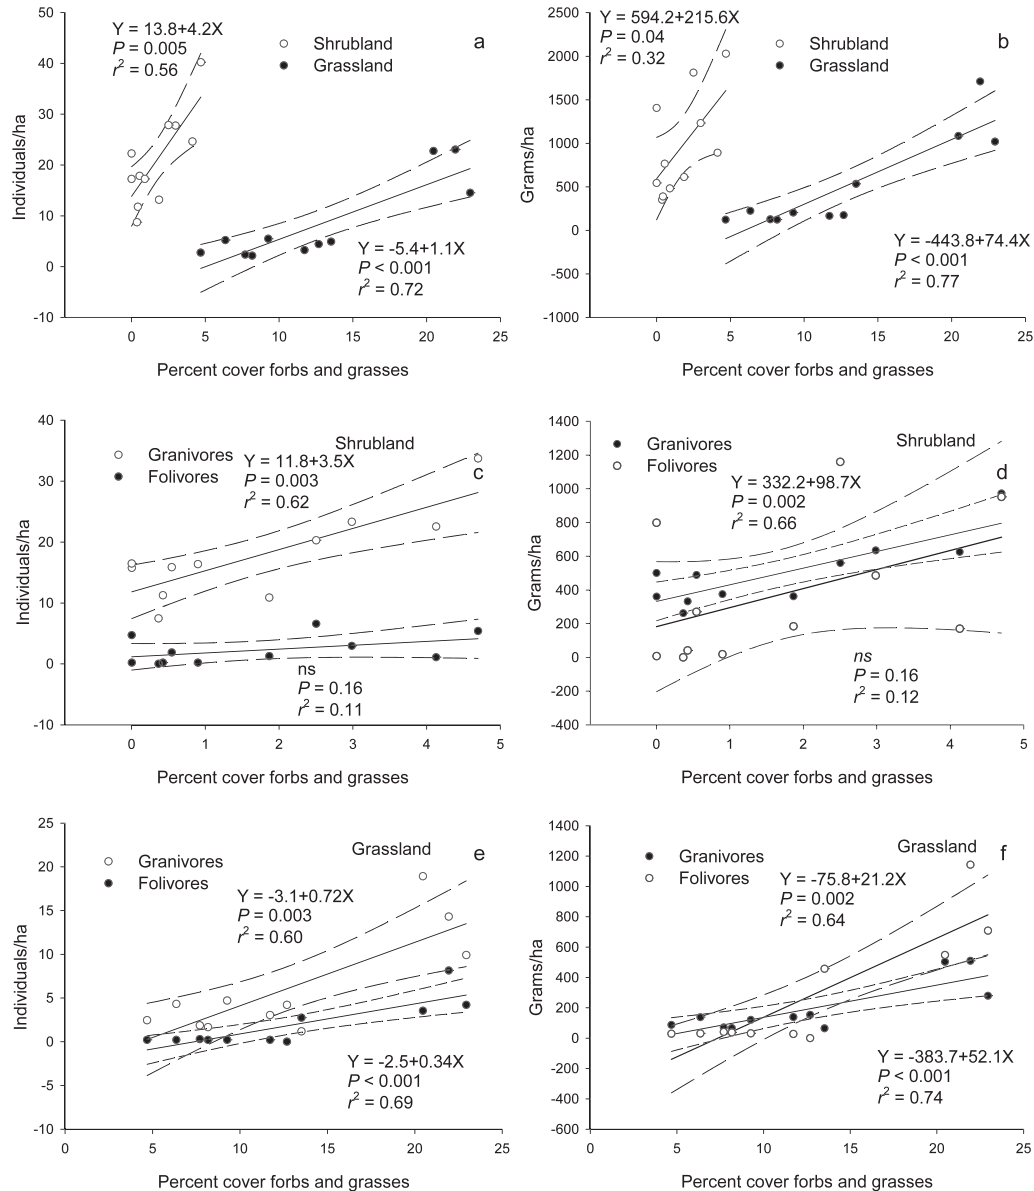 a
Y = 13.8+4.2X
P = 0.005
r² = 0.56
Shrubland
Grassland
Individuals/ha
50
40
30
20
10
0
-10
Y = -5.4+1.1X
P < 0.001
r² = 0.72
0 5 10 15 20 25
Percent cover forbs and grasses
b
Y = 594.2+215.6X
P = 0.04
r² = 0.32
Shrubland
Grassland
Grams/ha
2500
2000
1500
1000
500
0
-500
-1000
Y = -443.8+74.4X
P < 0.001
r² = 0.77
0 5 10 15 20 25
Percent cover forbs and grasses
Shrubland
c
Granivores
Folivores
Y = 11.8+3.5X
P = 0.003
r² = 0.62
Individuals/ha
40
30
20
10
0
-10
ns
P = 0.16
r² = 0.11
0 1 2 3 4 5
Percent cover forbs and grasses
Shrubland
d
Granivores
Folivores
Y = 332.2+98.7X
P = 0.002
r² = 0.66
Grams/ha
1400
1200
1000
800
600
400
200
0
-200
-400
ns
P = 0.16
r² = 0.12
0 1 2 3 4 5
Percent cover forbs and grasses
Grassland
e
Granivores
Folivores
Y = -3.1+0.72X
P = 0.003
r² = 0.60
Individuals/ha
25
20
15
10
5
0
-5
-10
Y = -2.5+0.34X
P < 0.001
r² = 0.69
0 5 10 15 20 25
Percent cover forbs and grasses
Grassland
f
Granivores
Folivores
Y = -75.8+21.2X
P = 0.002
r² = 0.64
Grams/ha
1400
1200
1000
800
600
400
200
0
-200
-400
-600
Y = -383.7+52.1X
P < 0.001
r² = 0.74
0 5 10 15 20 25
Percent cover forbs and grasses